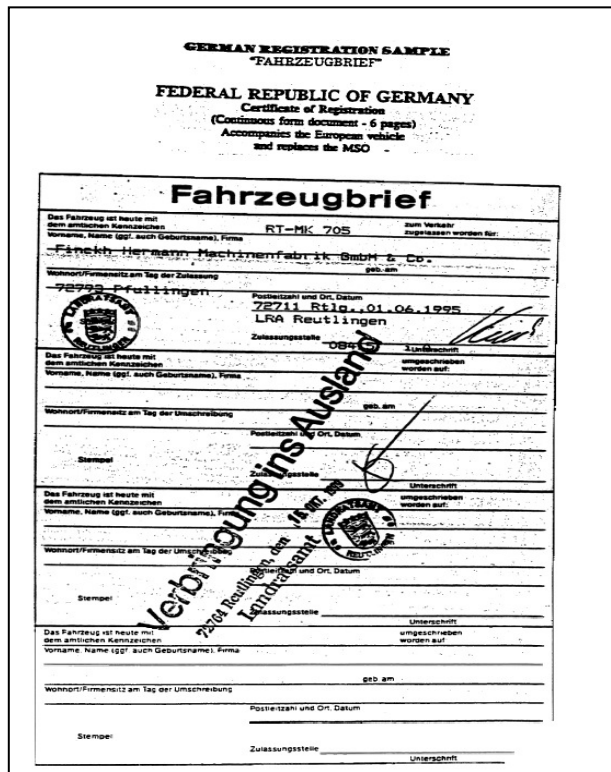 GERMAN REGISTRATION SAMPLE
"FAHRZEUGBRIEF"
FEDERAL REPUBLIC OF GERMANY
Certificate of Registration
(Continuous form document - 6 pages)
Accompanies the European vehicle
and replaces the MSO
Fahrzeugbrief
Das Fahrzeug ist heute mit
dem amtlichen Kennzeichen RT-MK 705 zum Verkehr
zugelassen worden für:
Vorname, Name (ggf. auch Geburtsname), Firma
Finckh Hermann Machinenfabrik GmbH & Co.
geb. am
Wohnort/Firmensitz am Tag der Zulassung
72793 Pfullingen
Postleitzahl und Ort, Datum
72711 Rtlg., 01.06.1995
LRA Reutlingen
LANDRATSAMT
REUTLINGEN
Zulassungsstelle
Unterschrift
Das Fahrzeug ist heute mit
dem amtlichen Kennzeichen
umgeschrieben
worden auf:
Vorname, Name (ggf. auch Geburtsname), Firma
geb. am
Wohnort/Firmensitz am Tag der Umschreibung
Postleitzahl und Ort, Datum
Stempel
Zulassungsstelle
Unterschrift
Verbringung ins Ausland
72764 Reutlingen, den
Landratsamt
LANDRATSAMT
REUTLINGEN
Das Fahrzeug ist heute mit
dem amtlichen Kennzeichen
umgeschrieben
worden auf:
Vorname, Name (ggf. auch Geburtsname), Firma
geb. am
Wohnort/Firmensitz am Tag der Umschreibung
Postleitzahl und Ort, Datum
Stempel
Zulassungsstelle
Unterschrift
Das Fahrzeug ist heute mit
dem amtlichen Kennzeichen
umgeschrieben
worden auf
Vorname, Name (ggf. auch Geburtsname), Firma
geb. am
Wohnort/Firmensitz am Tag der Umschreibung
Postleitzahl und Ort, Datum
Stempel
Zulassungsstelle
Unterschrift